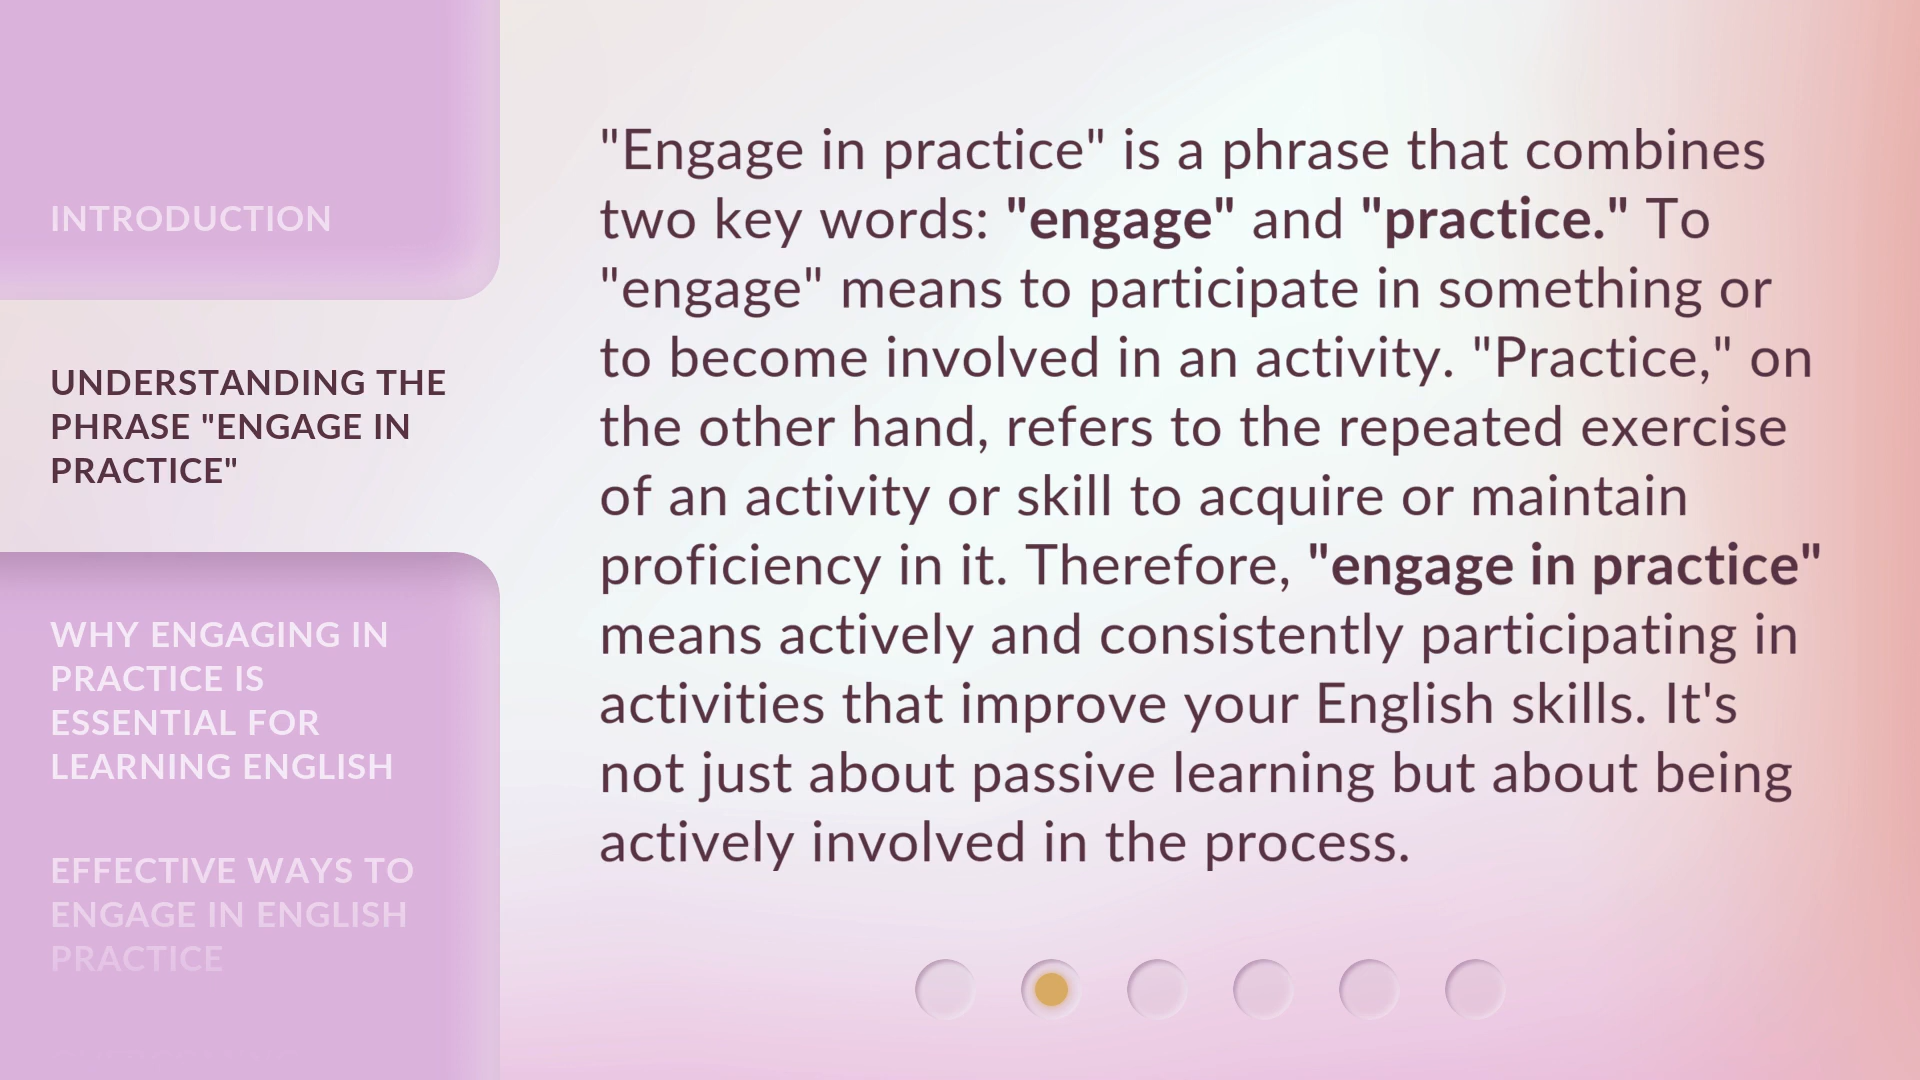 INTRODUCTION
UNDERSTANDING THE
PHRASE "ENGAGE IN
PRACTICE"
WHY ENGAGING IN
PRACTICE IS
ESSENTIAL FOR
LEARNING ENGLISH
EFFECTIVE WAYS TO
ENGAGE IN ENGLISH
PRACTICE
"Engage in practice" is a phrase that combines
two key words: "engage" and "practice." To
"engage" means to participate in something or
to become involved in an activity. "Practice," on
the other hand, refers to the repeated exercise
of an activity or skill to acquire or maintain
proficiency in it. Therefore, "engage in practice"
means actively and consistently participating in
activities that improve your English skills. It's
not just about passive learning but about being
actively involved in the process.